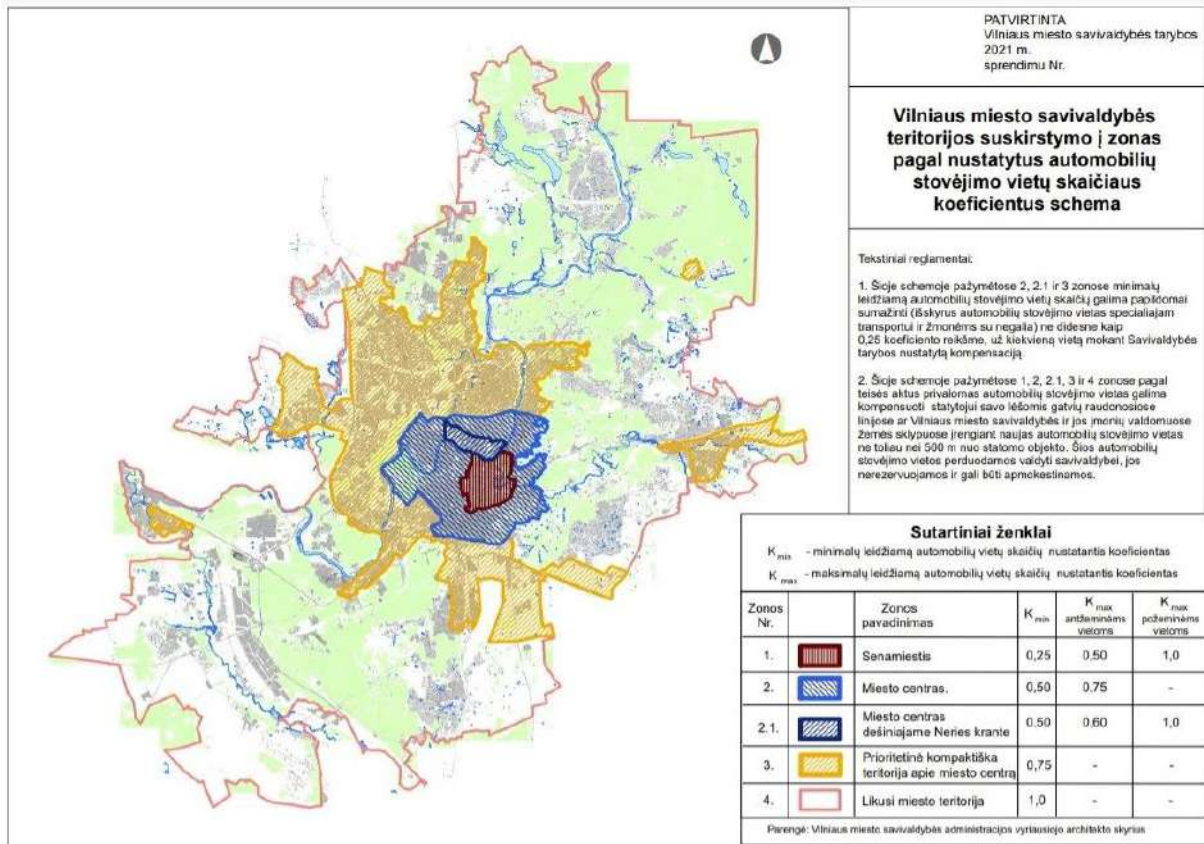 PATVIRTINTA
Vilniaus miesto savivaldybės tarybos
2021 m.
sprendimu Nr.
Vilniaus miesto savivaldybės
teritorijos suskirstymo į zonas
pagal nustatytus automobilių
stovėjimo vietų skaičiaus
koeficientus schema
Tekstiniai reglamentai:
1. Šioje schemoje pažymėtose 2, 2.1 ir 3 zonose minimalų
leidžiamą automobilių stovėjimo vietų skaičių galima papildomai
sumažinti (išskyrus automobilių stovėjimo vietas specialiajam
transportui ir žmonėms su negalia) ne didesne kaip
0,25 koeficiento reikšme, už kiekvieną vietą mokant Savivaldybės
tarybos nustatytą kompensaciją
2. Šioje schemoje pažymėtose 1, 2, 2.1, 3 ir 4 zonose pagal
teisės aktus privalomas automobilių stovėjimo vietas galima
kompensuoti statytojui savo lėšomis gatvių raudonosiose
linijose ar Vilniaus miesto savivaldybės ir jos įmonių valdomuose
žemės sklypuose įrengiant naujas automobilių stovėjimo vietas
ne toliau nei 500 m nuo statomo objekto. Šios automobilių
stovėjimo vietos perduodamos valdyti savivaldybei, jos
nerezervuojamos ir gali būti apmokestinamos.
Sutartiniai ženklai
K min - minimalų leidžiamą automobilių vietų skaičių nustatantis koeficientas
K max - maksimalų leidžiamą automobilių vietų skaičių nustatantis koeficientas
Zonos Nr. Zonos pavadinimas K min K max antžeminėms vietoms K max požeminėms vietoms
1. Senamiestis 0,25 0,50 1,0
2. Miesto centras. 0,50 0,75 -
2.1. Miesto centras dešiniajame Neries krante 0.50 0,60 1,0
3. Prioritetinė kompaktiška teritorija apie miesto centrą 0,75 - -
4. Likusi miesto teritorija 1,0 - -
Parengė: Vilniaus miesto savivaldybės administracijos vyriausiojo architekto skyrius